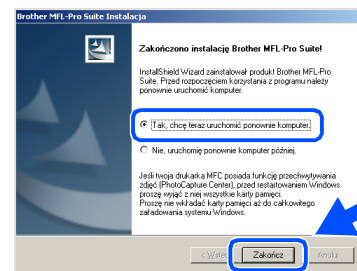 Brother MFL-Pro Suite Instalacja
Zakończono instalację Brother MFL-Pro Suite!
InstallShield Wizard zainstalował produkt Brother MFL-Pro
Suite. Przed rozpoczęciem korzystania z programu należy
ponownie uruchomić komputer.
Tak, chcę teraz uruchomić ponownie komputer.
Nie, uruchomię ponownie komputer później.
Jeśli twoja drukarka MFC posiada funkcję przechwytywania
zdjęć (PhotoCapture Center), przed restartowaniem Windows
proszę wyjąć z niej wszystkie karty pamięci.
Proszę nie wkładać karty pamięci aż do całkowitego
załadowania systemu Windows.
Zakończ
Anuluj